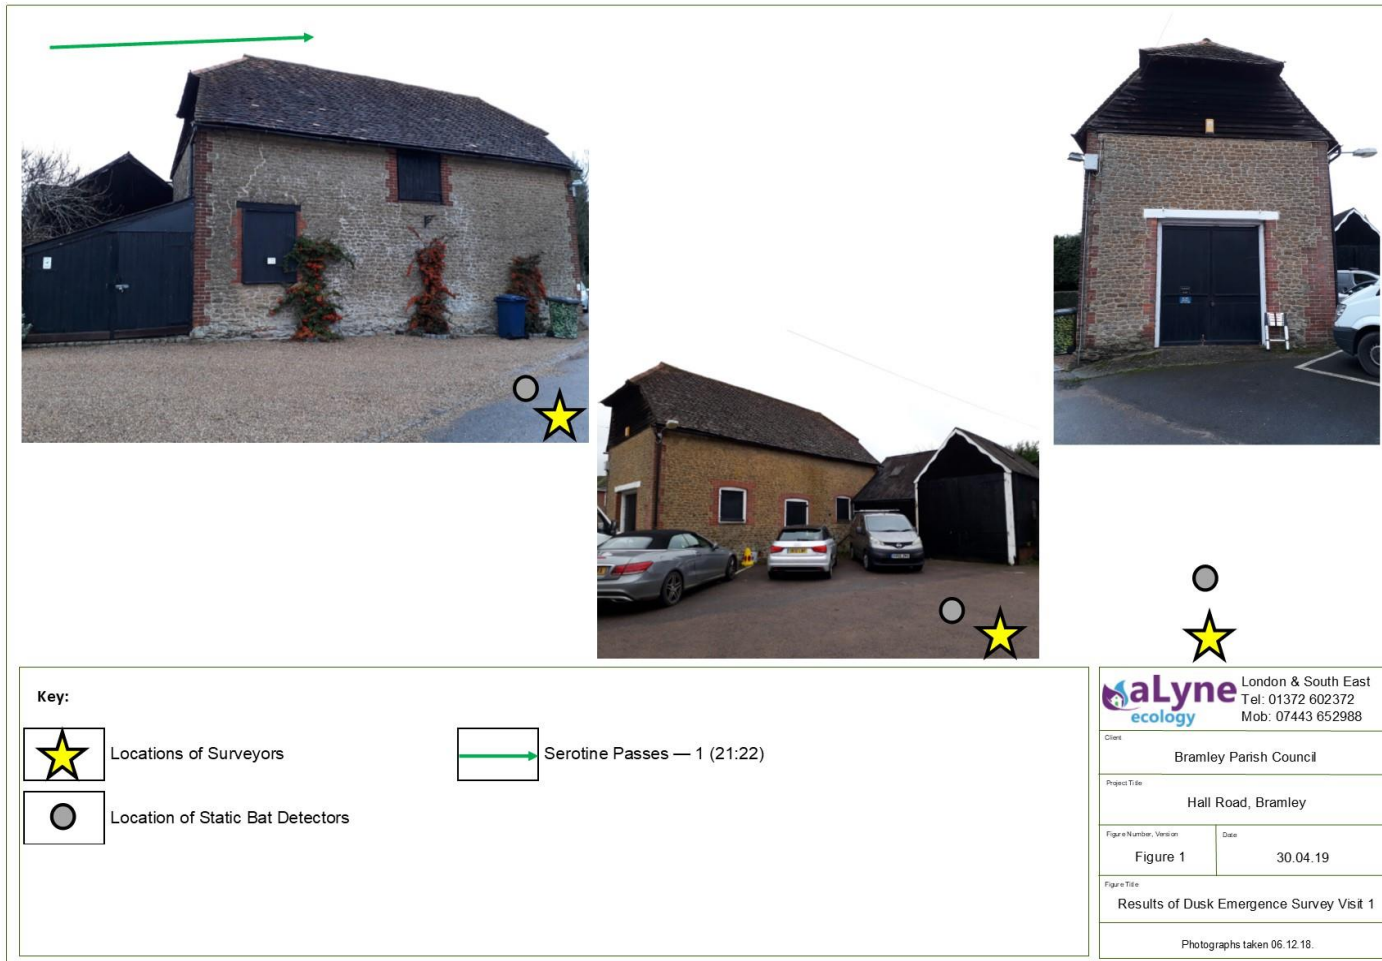 Key:
Locations of Surveyors
Serotine Passes — 1 (21:22)
Location of Static Bat Detectors
aLyne
ecology
London & South East
Tel: 01372 602372
Mob: 07443 652988
Client
Bramley Parish Council
Project Title
Hall Road, Bramley
Figure Number, Version
Figure 1
Date
30.04.19
Figure Title
Results of Dusk Emergence Survey Visit 1
Photographs taken 06.12.18.